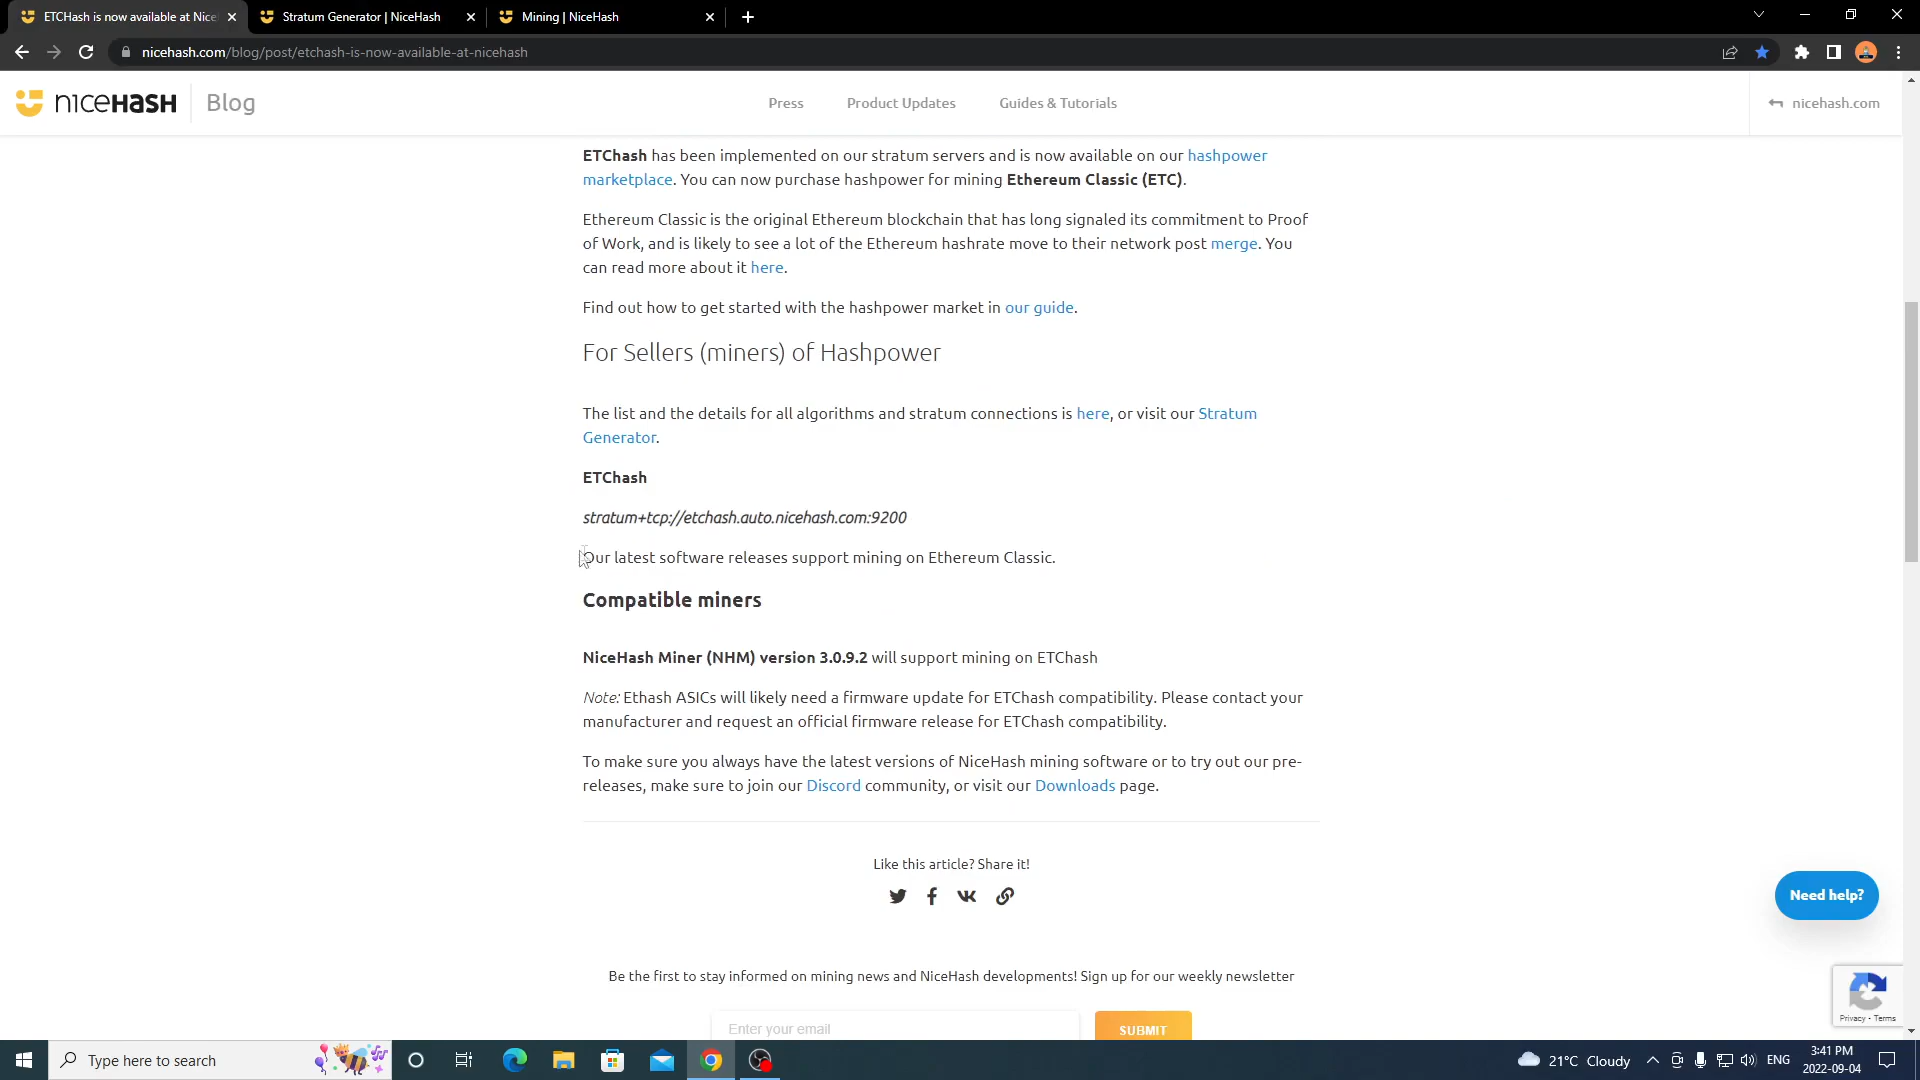 ETCHash is now available at Nice
Stratum Generator | NiceHash
Mining | NiceHash
nicehash.com/blog/post/etchash-is-now-available-at-nicehash
nicehash Blog
Press
Product Updates
Guides & Tutorials
nicehash.com
ETChash has been implemented on our stratum servers and is now available on our hashpower
marketplace. You can now purchase hashpower for mining Ethereum Classic (ETC).
Ethereum Classic is the original Ethereum blockchain that has long signaled its commitment to Proof
of Work, and is likely to see a lot of the Ethereum hashrate move to their network post merge. You
can read more about it here.
Find out how to get started with the hashpower market in our guide.
For Sellers (miners) of Hashpower
The list and the details for all algorithms and stratum connections is here, or visit our Stratum
Generator.
ETChash
stratum+tcp://etchash.auto.nicehash.com:9200
Our latest software releases support mining on Ethereum Classic.
Compatible miners
NiceHash Miner (NHM) version 3.0.9.2 will support mining on ETChash
Note: Ethash ASICs will likely need a firmware update for ETChash compatibility. Please contact your
manufacturer and request an official firmware release for ETChash compatibility.
To make sure you always have the latest versions of NiceHash mining software or to try out our pre-
releases, make sure to join our Discord community, or visit our Downloads page.
Like this article? Share it!
Need help?
Be the first to stay informed on mining news and NiceHash developments! Sign up for our weekly newsletter
Enter your email
SUBMIT
Privacy - Terms
Type here to search
21°C Cloudy
ENG
3:41 PM
2022-09-04